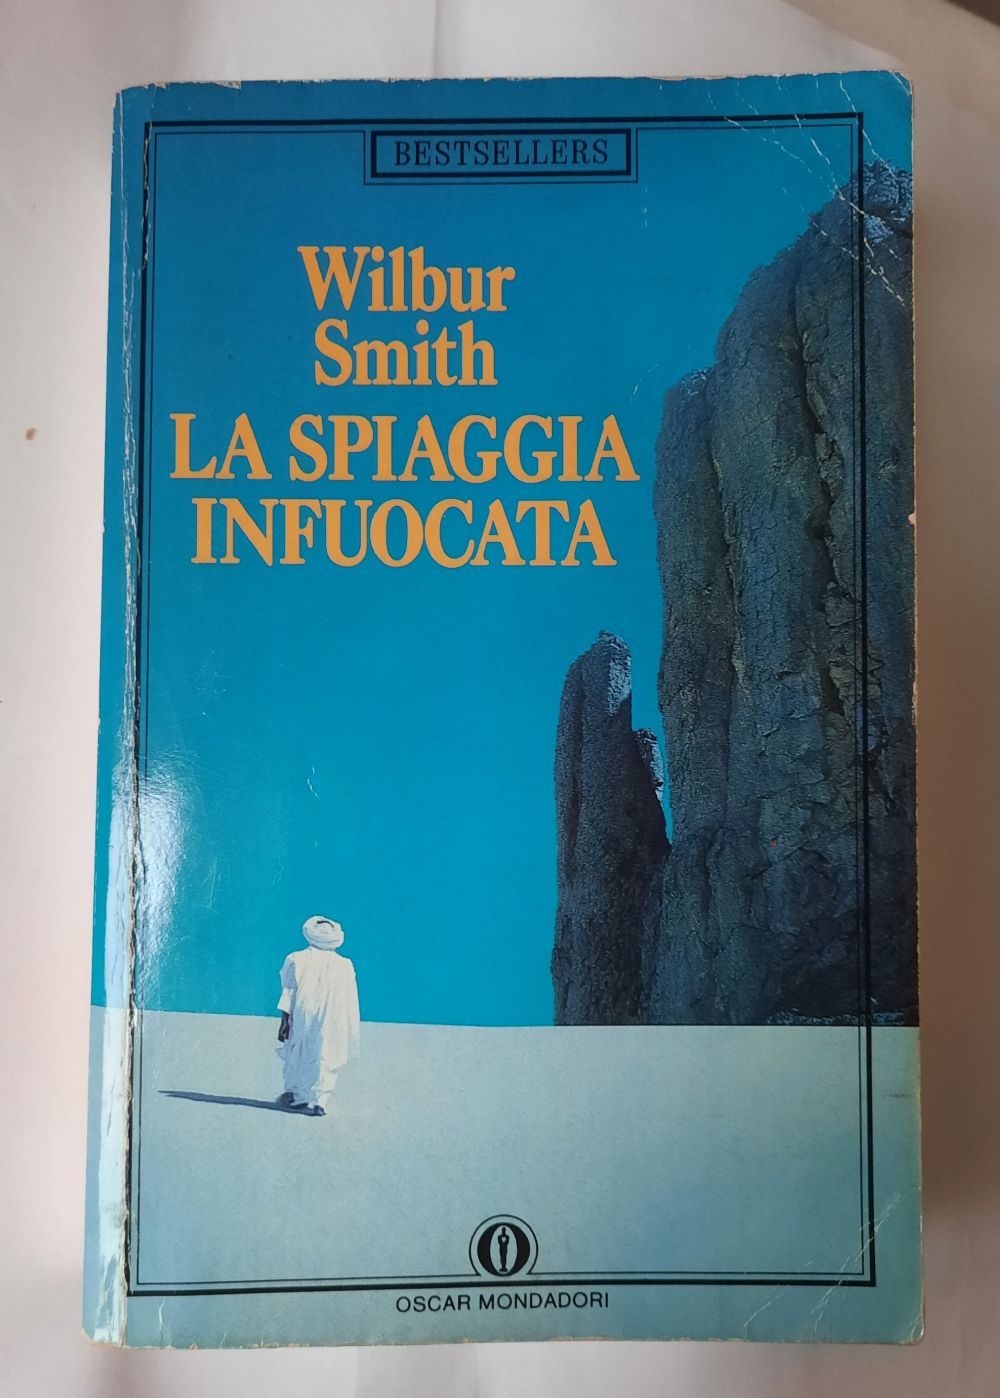 BESTSELLERS
Wilbur
Smith
LA SPIAGGIA
INFUOCATA
OSCAR MONDADORI